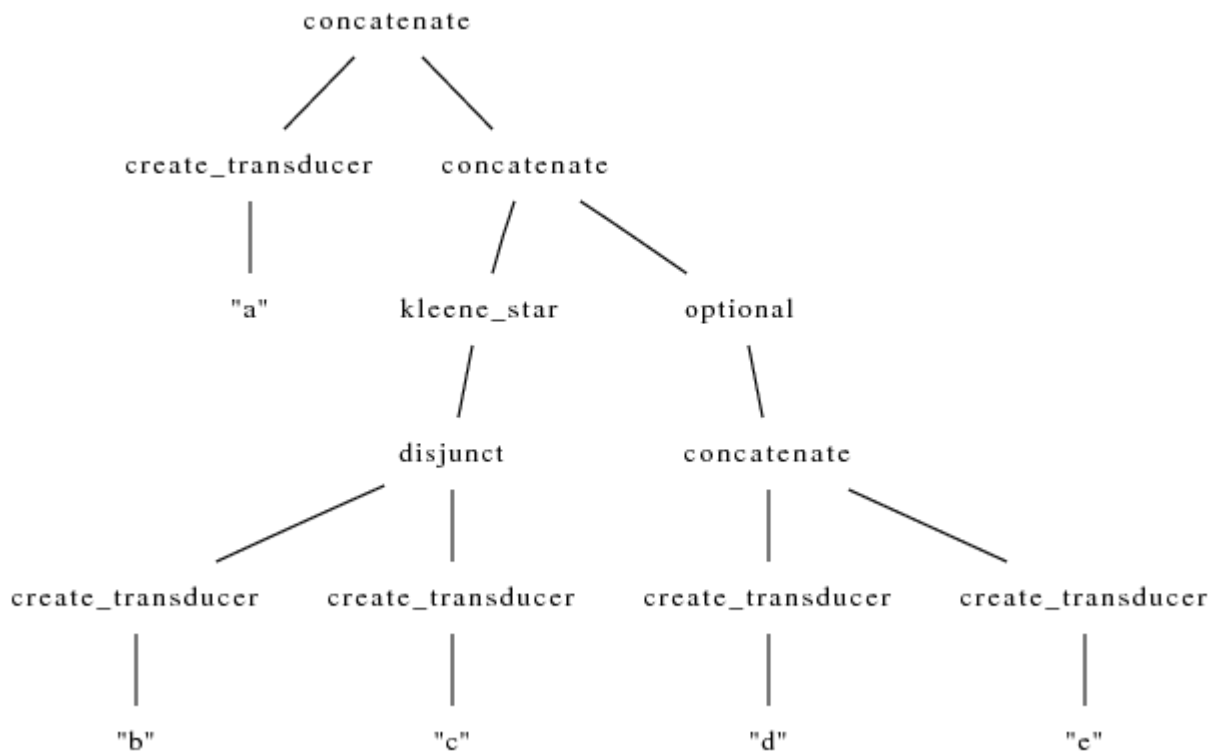 concatenate
create_transducer concatenate
"a" kleene_star optional
disjunct concatenate
create_transducer create_transducer create_transducer create_transducer
"b" "c" "d" "e"